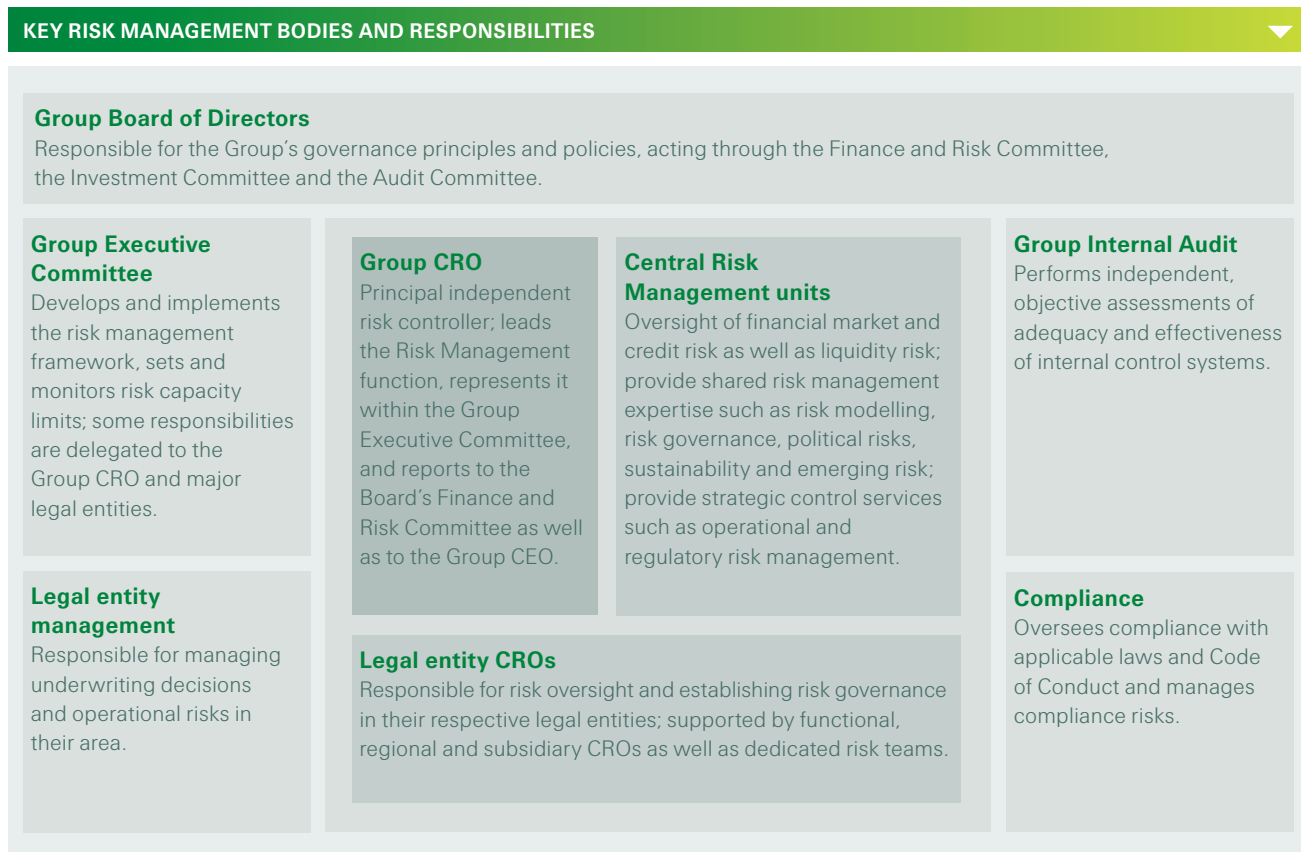 KEY RISK MANAGEMENT BODIES AND RESPONSIBILITIES
Group Board of Directors
Responsible for the Group’s governance principles and policies, acting through the Finance and Risk Committee,
the Investment Committee and the Audit Committee.
Group Executive
Committee
Develops and implements
the risk management
framework, sets and
monitors risk capacity
limits; some responsibilities
are delegated to the
Group CRO and major
legal entities.
Legal entity
management
Responsible for managing
underwriting decisions
and operational risks in
their area.
Group CRO
Principal independent
risk controller; leads
the Risk Management
function, represents it
within the Group
Executive Committee,
and reports to the
Board’s Finance and
Risk Committee as well
as to the Group CEO.
Central Risk
Management units
Oversight of financial market and
credit risk as well as liquidity risk;
provide shared risk management
expertise such as risk modelling,
risk governance, political risks,
sustainability and emerging risk;
provide strategic control services
such as operational and
regulatory risk management.
Legal entity CROs
Responsible for risk oversight and establishing risk governance
in their respective legal entities; supported by functional,
regional and subsidiary CROs as well as dedicated risk teams.
Group Internal Audit
Performs independent,
objective assessments of
adequacy and effectiveness
of internal control systems.
Compliance
Oversees compliance with
applicable laws and Code
of Conduct and manages
compliance risks.